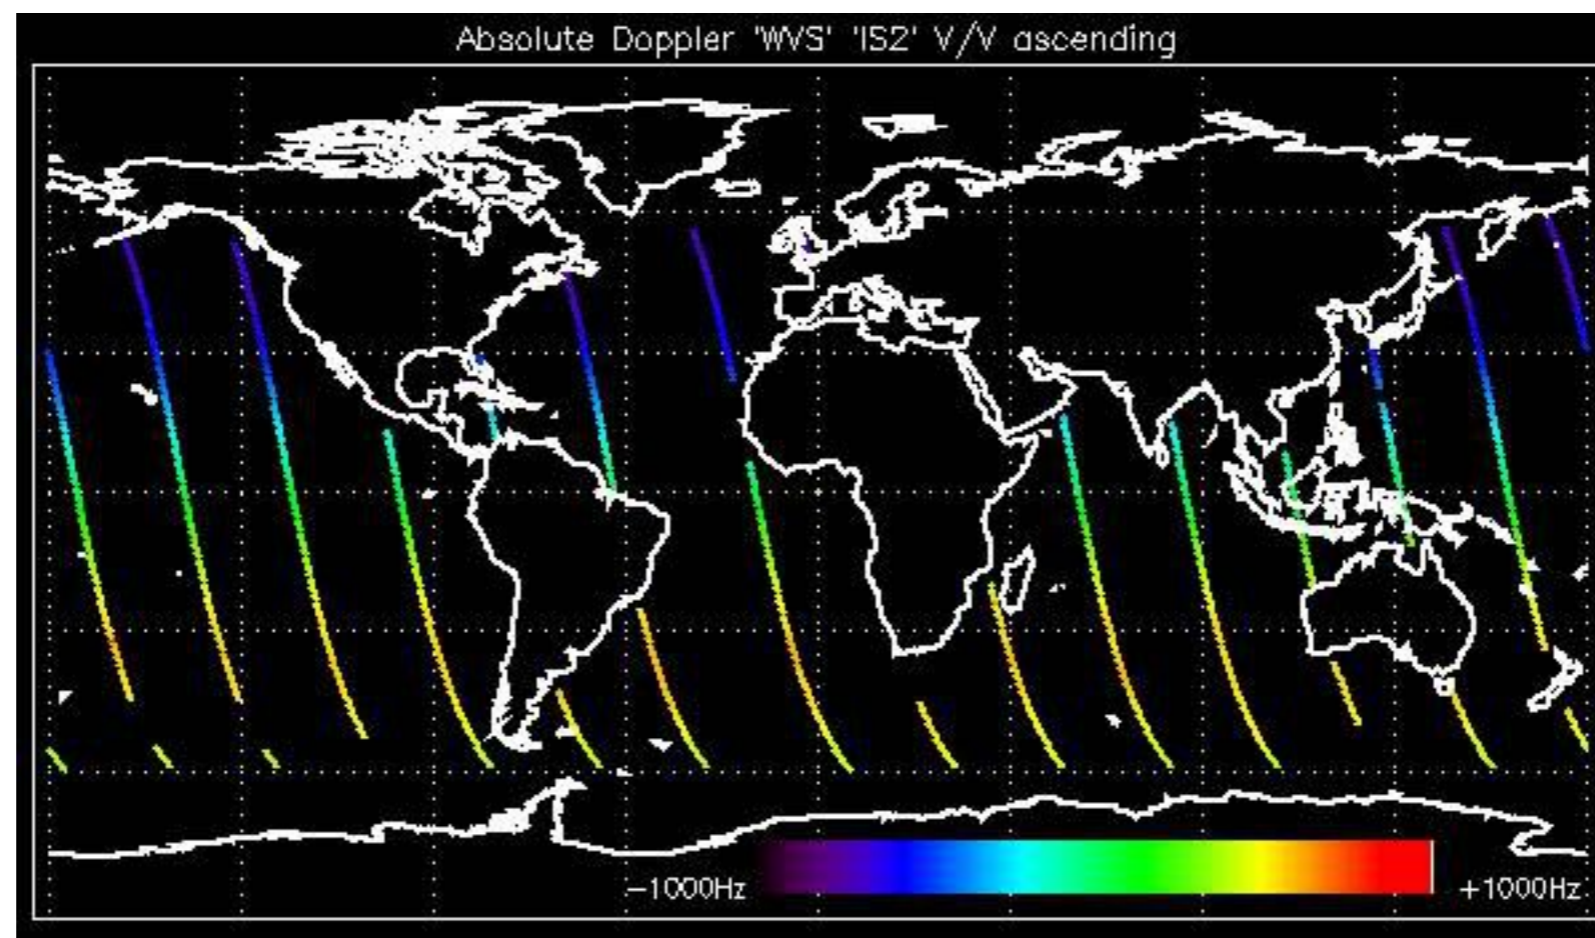 Absolute Doppler 'WVS' 'IS2' V/V ascending
−1000Hz +1000Hz